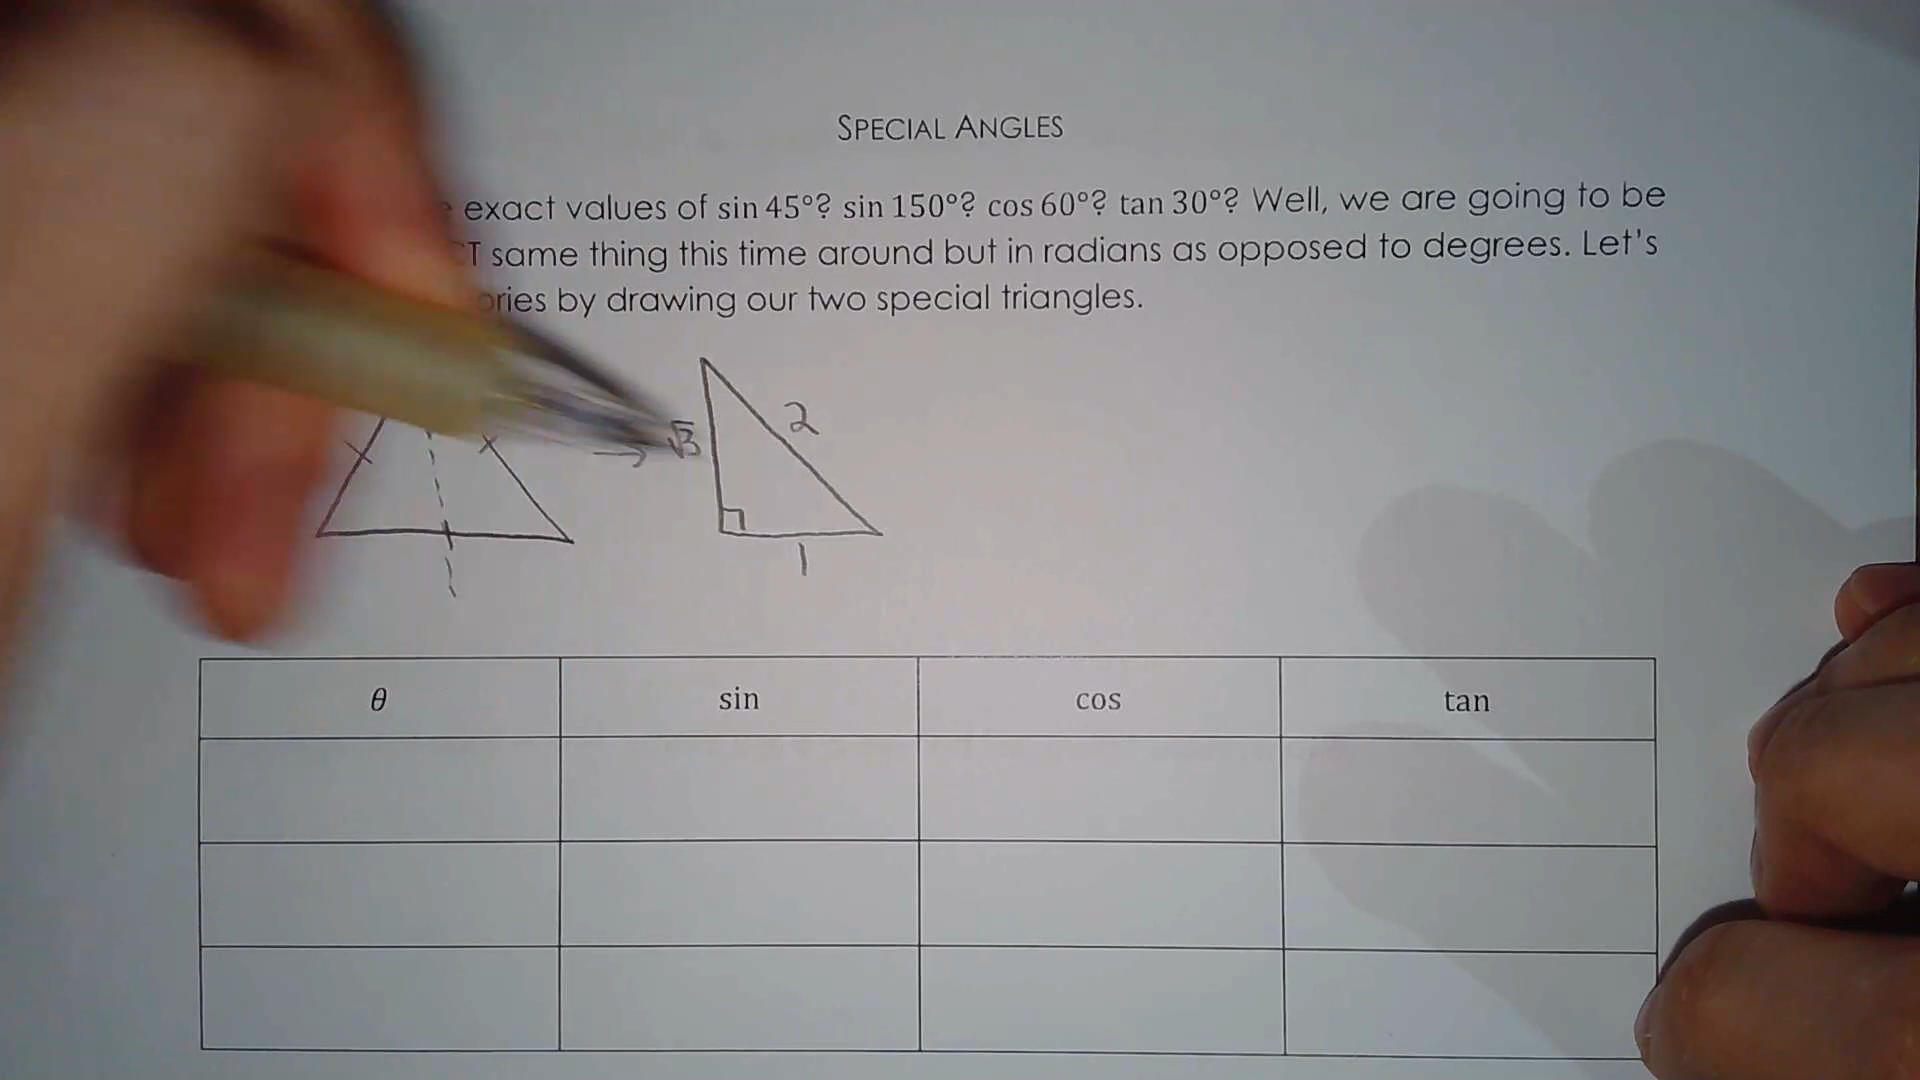 SPECIAL ANGLES
exact values of sin 45°? sin 150°? cos 60°? tan 30°? Well, we are going to be
same thing this time around but in radians as opposed to degrees. Let's
by drawing our two special triangles.
2
√3
1
θ sin cos tan